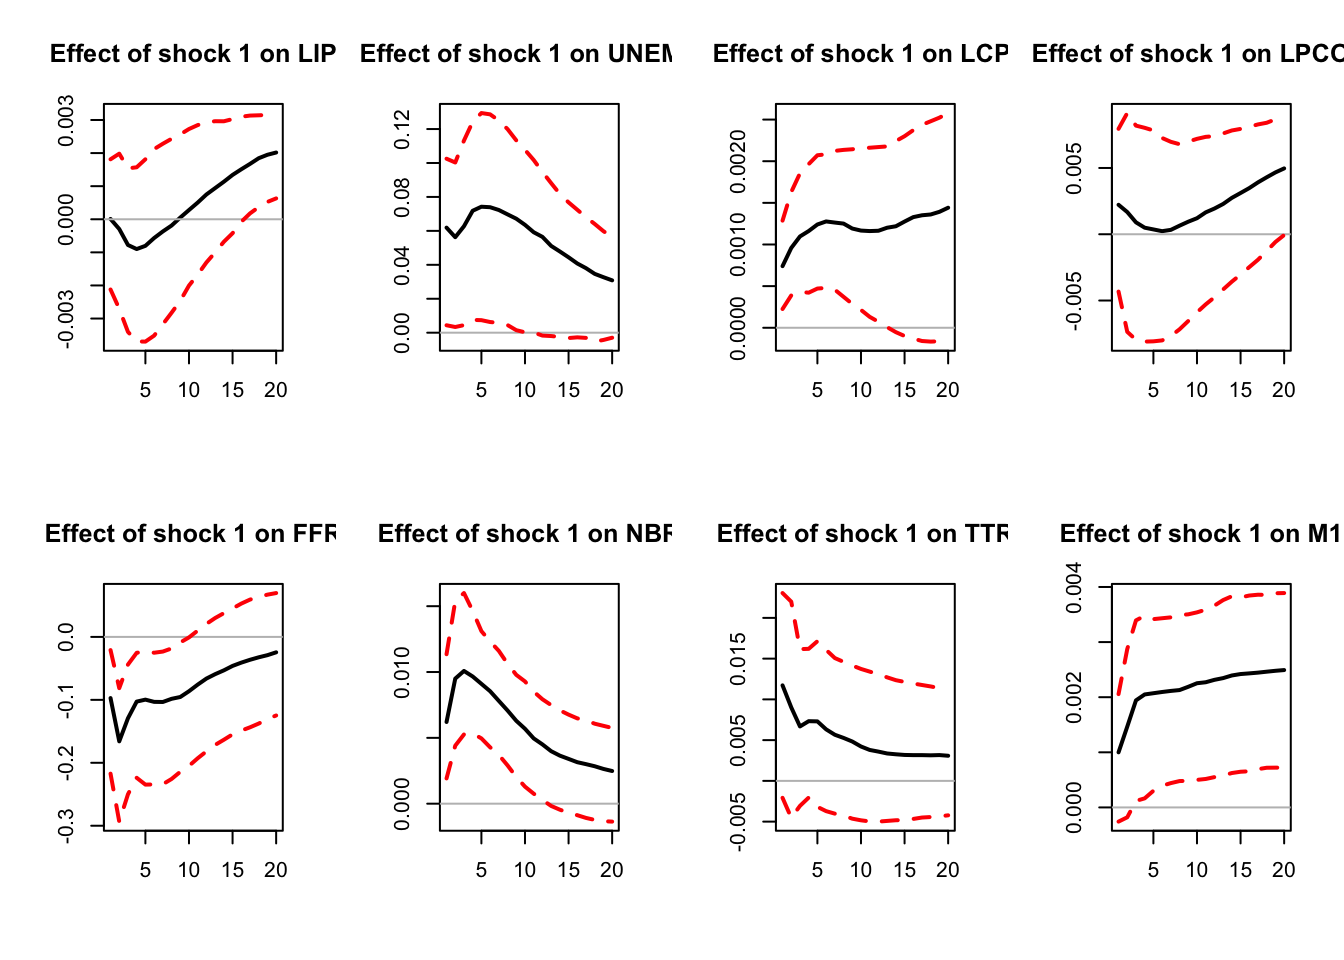 Effect of shock 1 on LIP
Effect of shock 1 on UNEM
Effect of shock 1 on LCP
Effect of shock 1 on LPCO
0.003
0.000
-0.003
5 10 15 20
0.12
0.08
0.04
0.00
5 10 15 20
0.0020
0.0010
0.0000
5 10 15 20
0.005
-0.005
5 10 15 20
Effect of shock 1 on FFR
Effect of shock 1 on NBR
Effect of shock 1 on TTR
Effect of shock 1 on M1
0.0
-0.1
-0.2
-0.3
5 10 15 20
0.010
0.000
5 10 15 20
0.015
0.005
-0.005
5 10 15 20
0.004
0.002
0.000
5 10 15 20